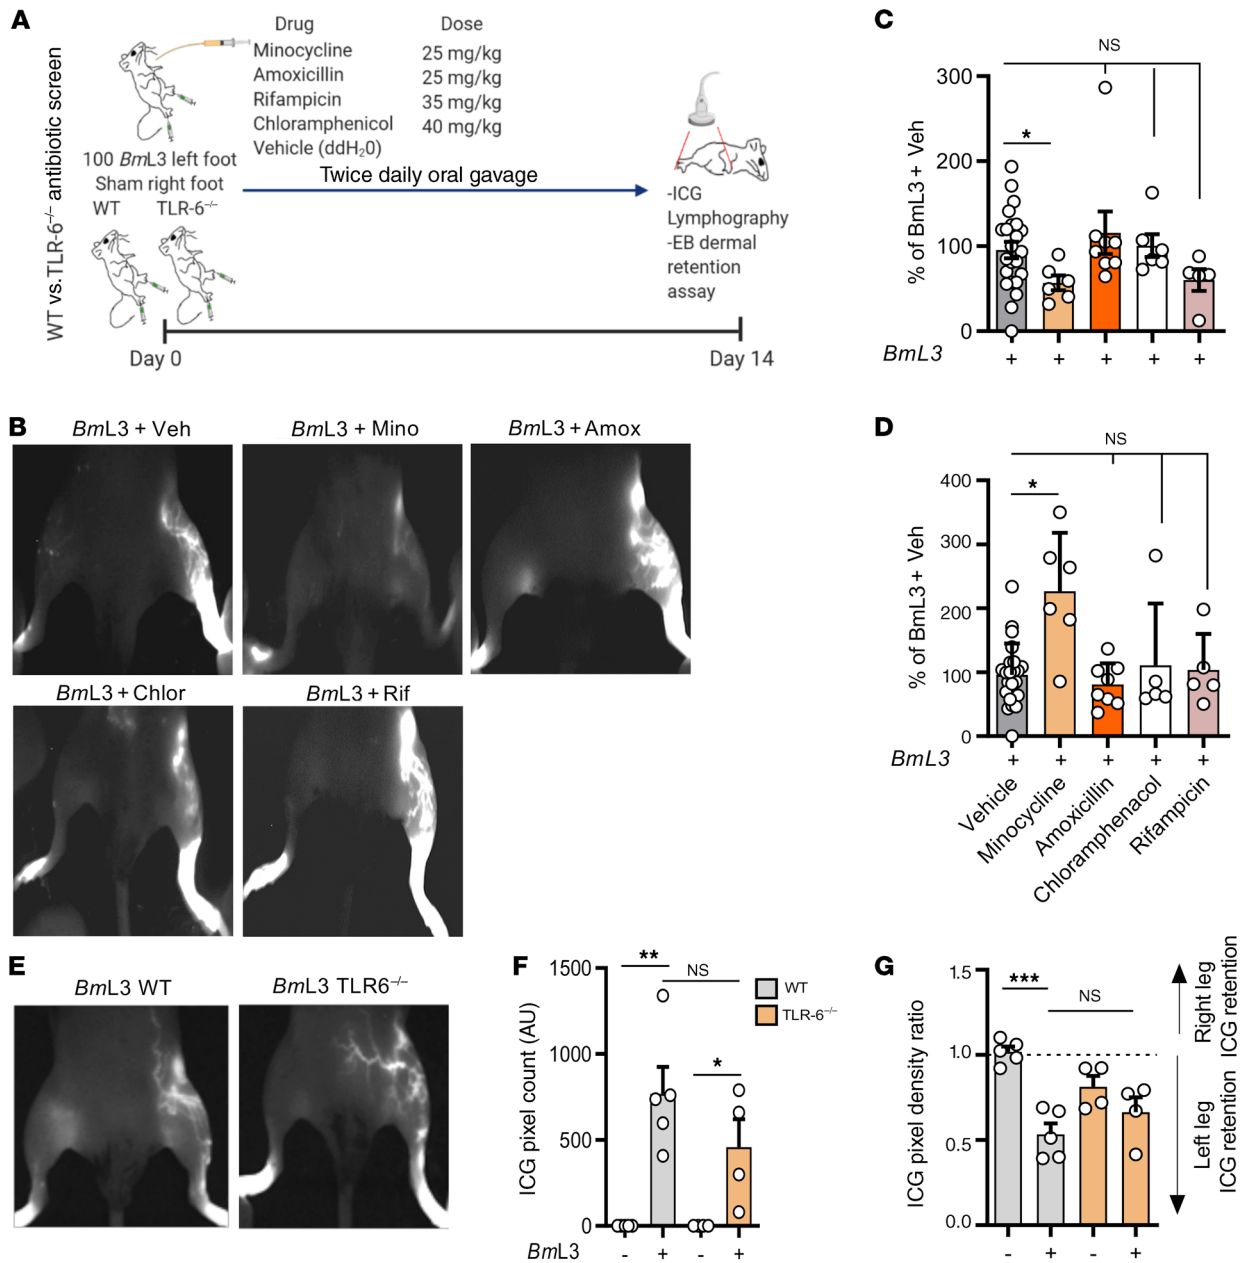 A
WT vs.TLR-6–/– antibiotic screen
Drug Dose
Minocycline 25 mg/kg
Amoxicillin 25 mg/kg
Rifampicin 35 mg/kg
Chloramphenicol 40 mg/kg
Vehicle (ddH20)
100 BmL3 left foot
Sham right foot
WT TLR-6–/–
Twice daily oral gavage
-ICG
Lymphography
-EB dermal
retention
assay
Day 0 Day 14
B
BmL3 + Veh BmL3 + Mino BmL3 + Amox
BmL3 + Chlor BmL3 + Rif
C
NS
*
% of BmL3 + Veh
300
200
100
0
BmL3 + + + + +
D
NS
*
% of BmL3 + Veh
400
300
200
100
0
BmL3 + + + + +
Vehicle
Minocycline
Amoxicillin
Chloramphenacol
Rifampicin
E
BmL3 WT BmL3 TLR6–/–
F
** NS
*
ICG pixel count (AU)
1500
1000
500
0
BmL3 - + - +
WT
TLR-6–/–
G
*** NS
ICG pixel density ratio
1.5
1.0
0.5
0.0
- + - +
Right leg
ICG retention
Left leg
ICG retention